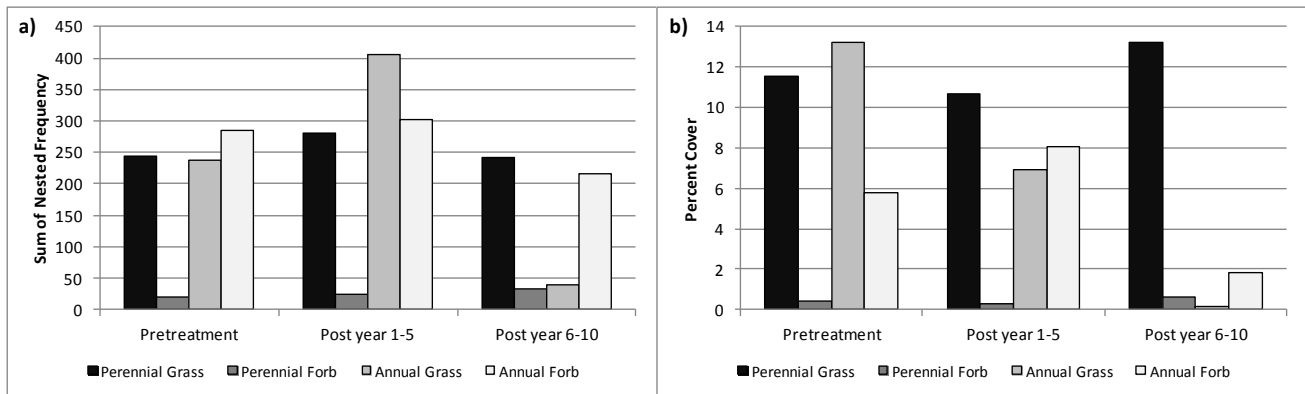 a)
Sum of Nested Frequency
450
400
350
300
250
200
150
100
50
0
Pretreatment Post year 1-5 Post year 6-10
Perennial Grass Perennial Forb Annual Grass Annual Forb
b)
Percent Cover
14
12
10
8
6
4
2
0
Pretreatment Post year 1-5 Post year 6-10
Perennial Grass Perennial Forb Annual Grass Annual Forb